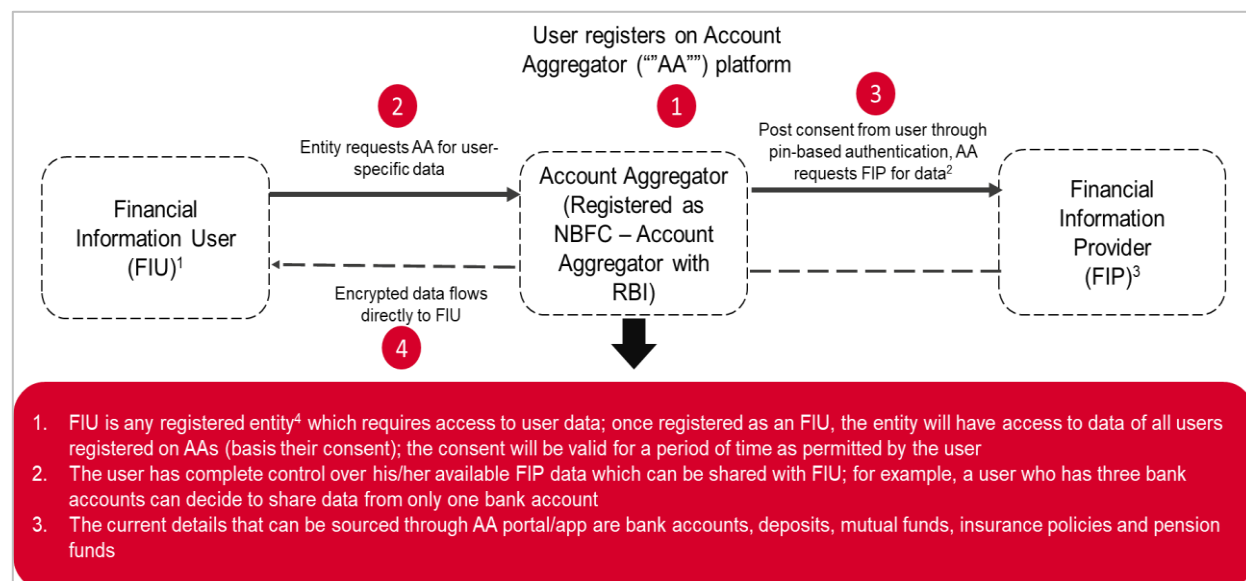 User registers on Account
Aggregator (“”AA””) platform
2
1
3
Entity requests AA for user-
specific data
Post consent from user through
pin-based authentication, AA
requests FIP for data2
Financial
Information User
(FIU)1
Account Aggregator
(Registered as
NBFC – Account
Aggregator with
RBI)
Financial
Information
Provider
(FIP)3
Encrypted data flows
directly to FIU
4
1. FIU is any registered entity4 which requires access to user data; once registered as an FIU, the entity will have access to data of all users
registered on AAs (basis their consent); the consent will be valid for a period of time as permitted by the user
2. The user has complete control over his/her available FIP data which can be shared with FIU; for example, a user who has three bank
accounts can decide to share data from only one bank account
3. The current details that can be sourced through AA portal/app are bank accounts, deposits, mutual funds, insurance policies and pension
funds